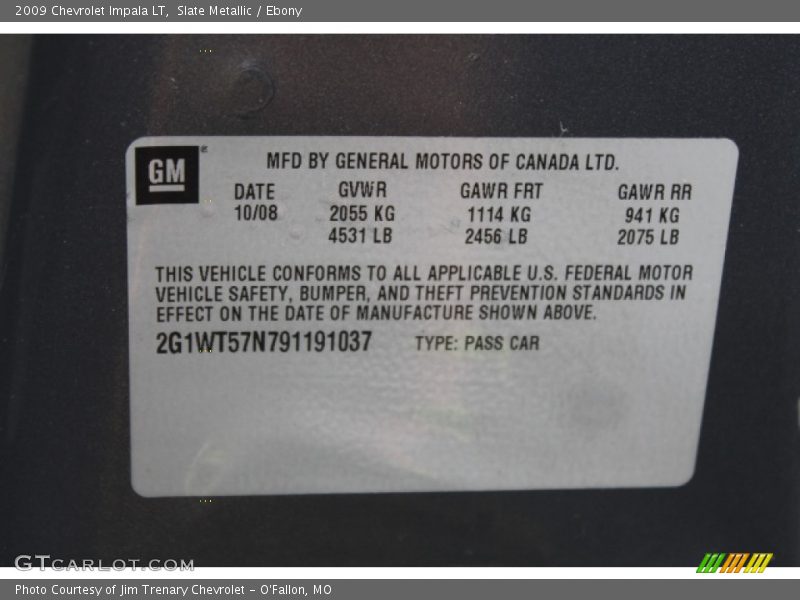 2009 Chevrolet Impala LT, Slate Metallic / Ebony
GM
MFD BY GENERAL MOTORS OF CANADA LTD.
DATE GVWR GAWR FRT GAWR RR
10/08 2055 KG 1114 KG 941 KG
4531 LB 2456 LB 2075 LB
THIS VEHICLE CONFORMS TO ALL APPLICABLE U.S. FEDERAL MOTOR
VEHICLE SAFETY, BUMPER, AND THEFT PREVENTION STANDARDS IN
EFFECT ON THE DATE OF MANUFACTURE SHOWN ABOVE.
2G1WT57N791191037 TYPE: PASS CAR
GTCARLOT.COM
Photo Courtesy of Jim Trenary Chevrolet - O'Fallon, MO